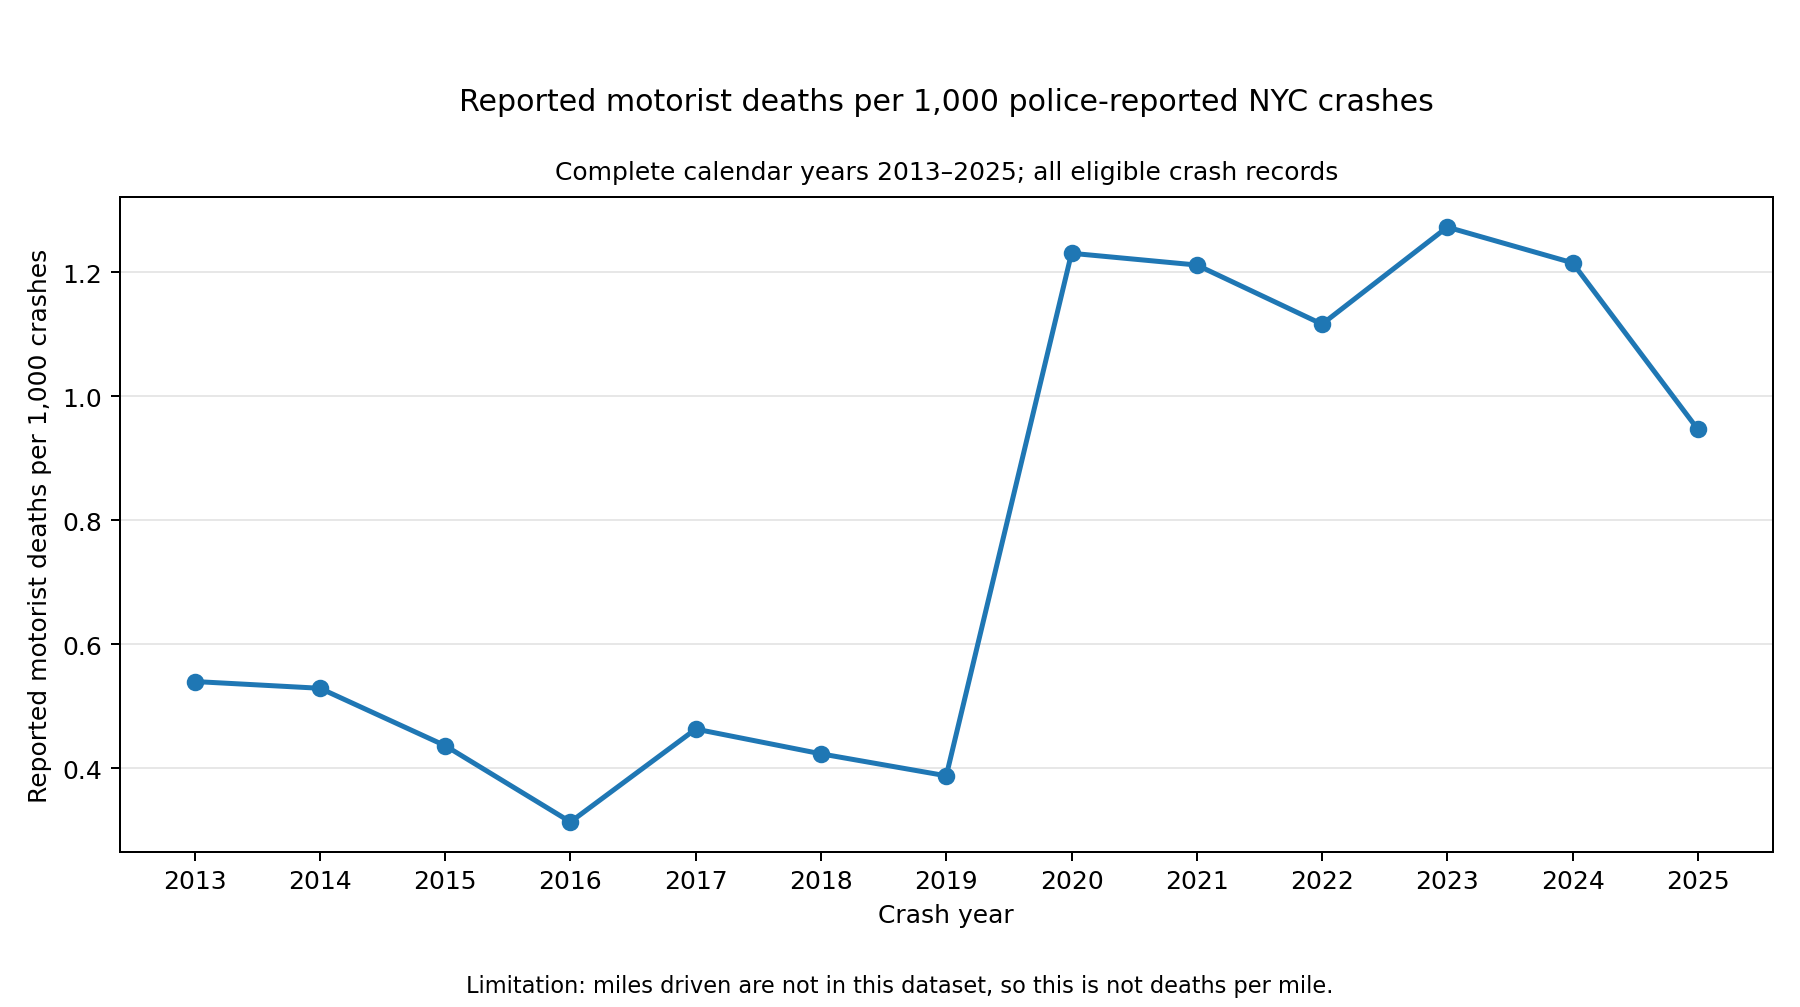 Reported motorist deaths per 1,000 police-reported NYC crashes
Complete calendar years 2013–2025; all eligible crash records
Reported motorist deaths per 1,000 crashes
1.2
1.0
0.8
0.6
0.4
2013 2014 2015 2016 2017 2018 2019 2020 2021 2022 2023 2024 2025
Crash year
Limitation: miles driven are not in this dataset, so this is not deaths per mile.